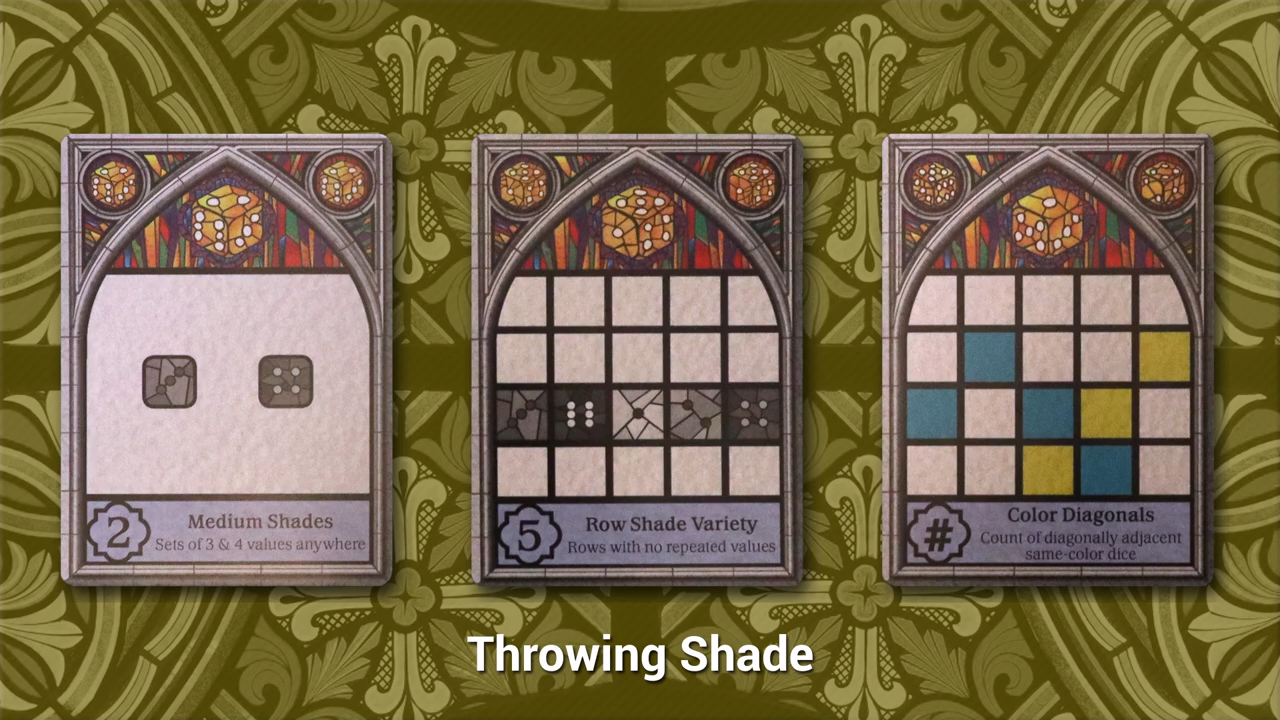 2
Medium Shades
Sets of 3 & 4 values anywhere
5
Row Shade Variety
Rows with no repeated values
#
Color Diagonals
Count of diagonally adjacent
same-color dice
Throwing Shade